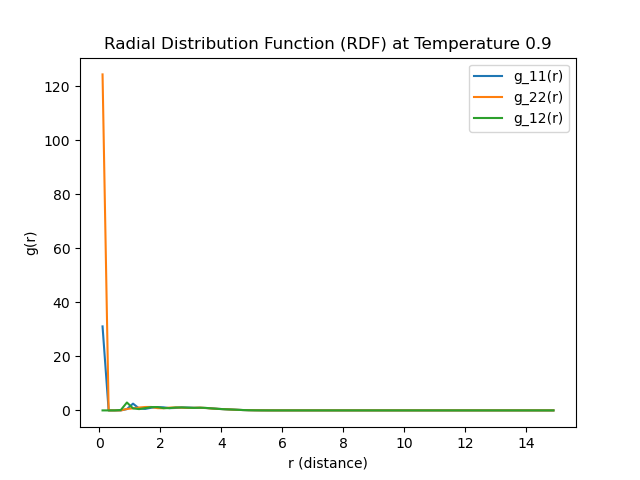 Radial Distribution Function (RDF) at Temperature 0.9
g_11(r)
g_22(r)
g_12(r)
g(r)
120
100
80
60
40
20
0
0 2 4 6 8 10 12 14
r (distance)